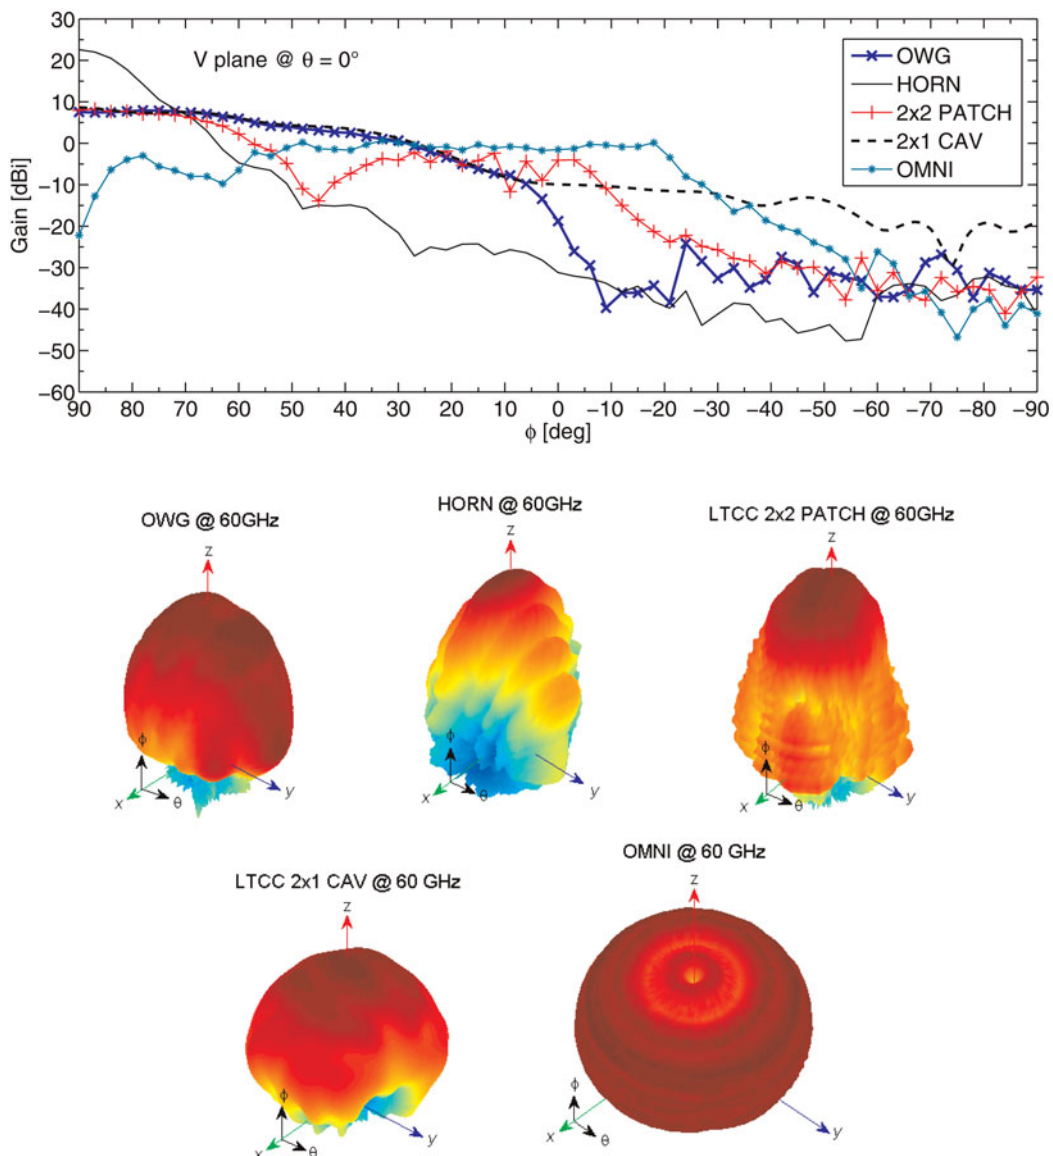 V plane @ θ = 0°
OWG
HORN
2x2 PATCH
2x1 CAV
OMNI
Gain [dBi]
30
20
10
0
−10
−20
−30
−40
−50
−60
90 80 70 60 50 40 30 20 10 0 −10 −20 −30 −40 −50 −60 −70 −80 −90
ϕ [deg]
OWG @ 60GHz
z
ϕ
x
θ
y
HORN @ 60GHz
z
ϕ
x
θ
y
LTCC 2x2 PATCH @ 60GHz
z
ϕ
x
θ
y
LTCC 2x1 CAV @ 60 GHz
z
ϕ
x
θ
y
OMNI @ 60 GHz
z
ϕ
x
θ
y